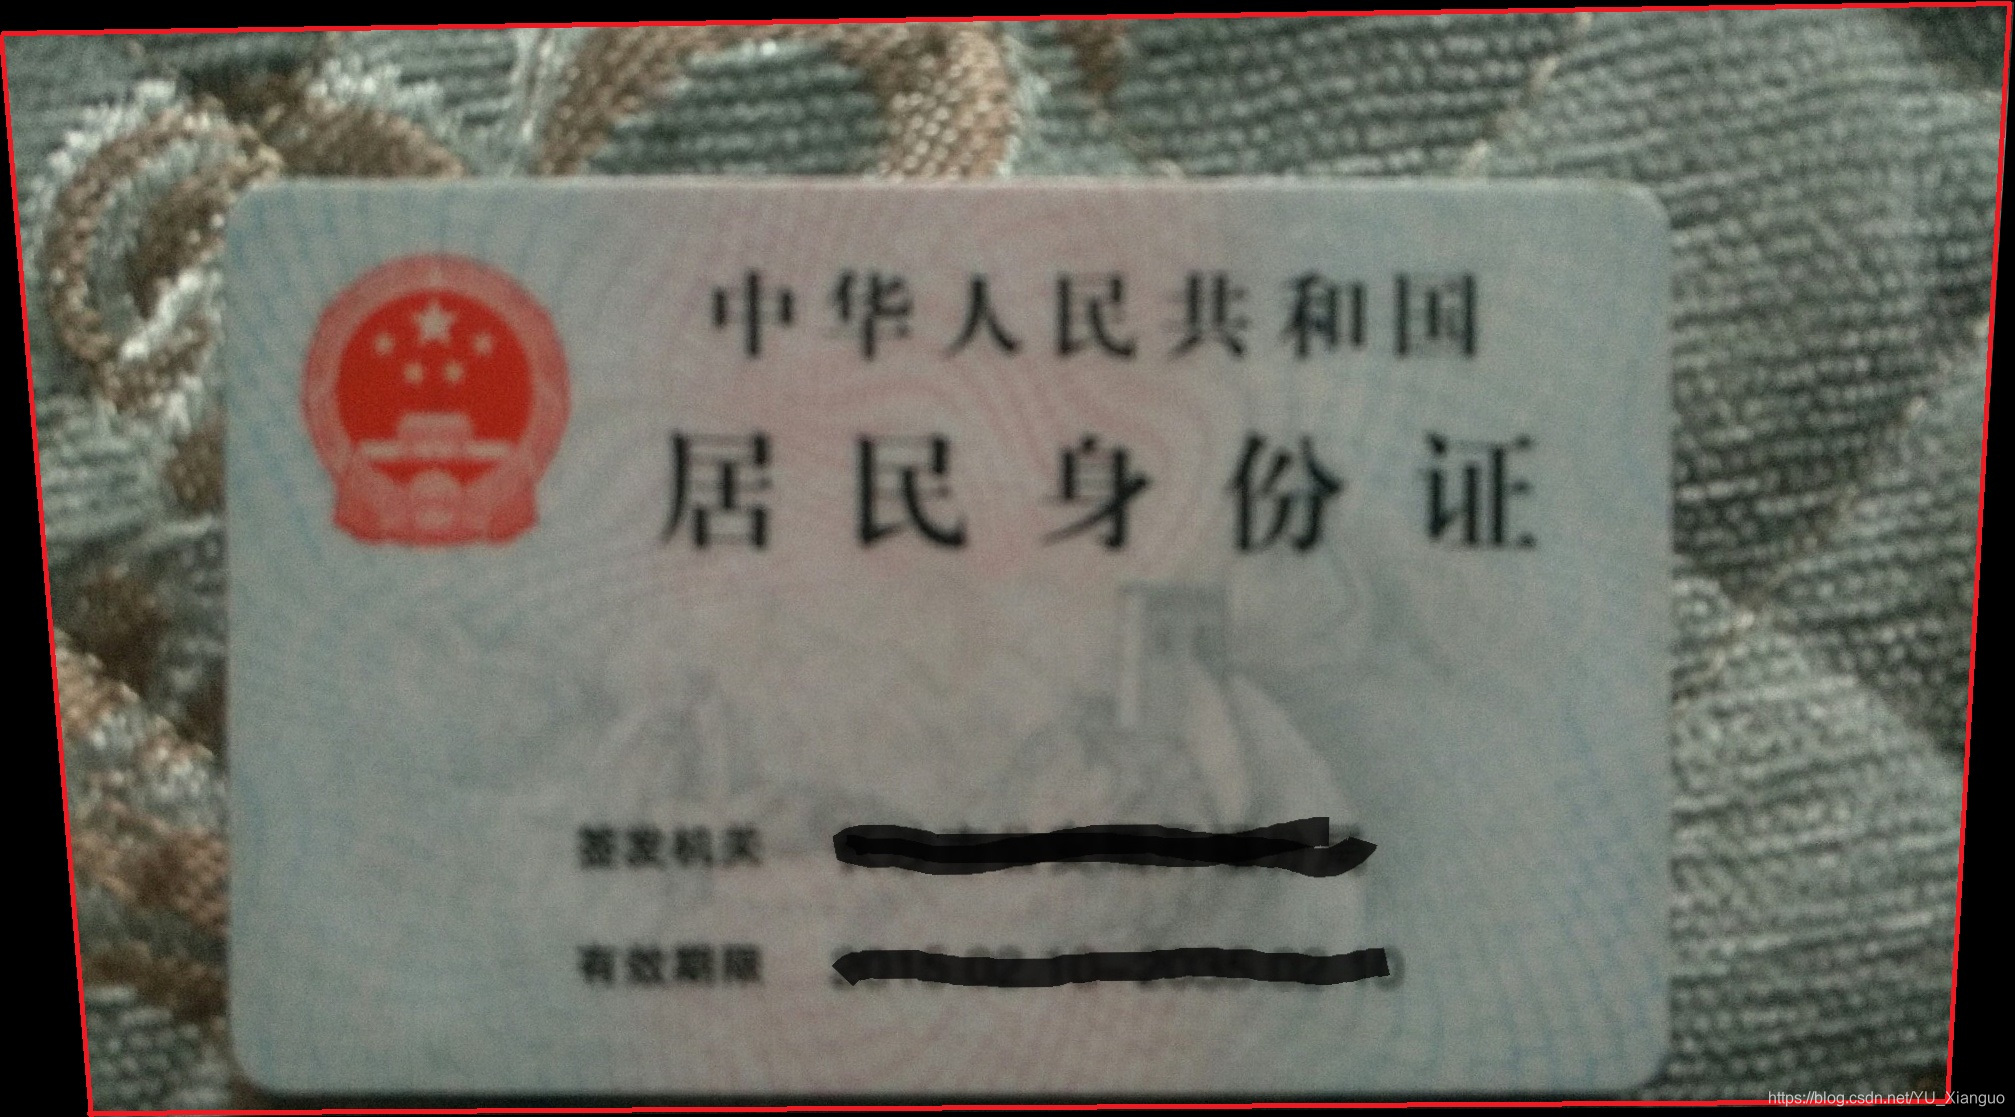 中华人民共和国
居民身份证
签发机关
有效期限
https://blog.csdn.net/YU_Xianguo